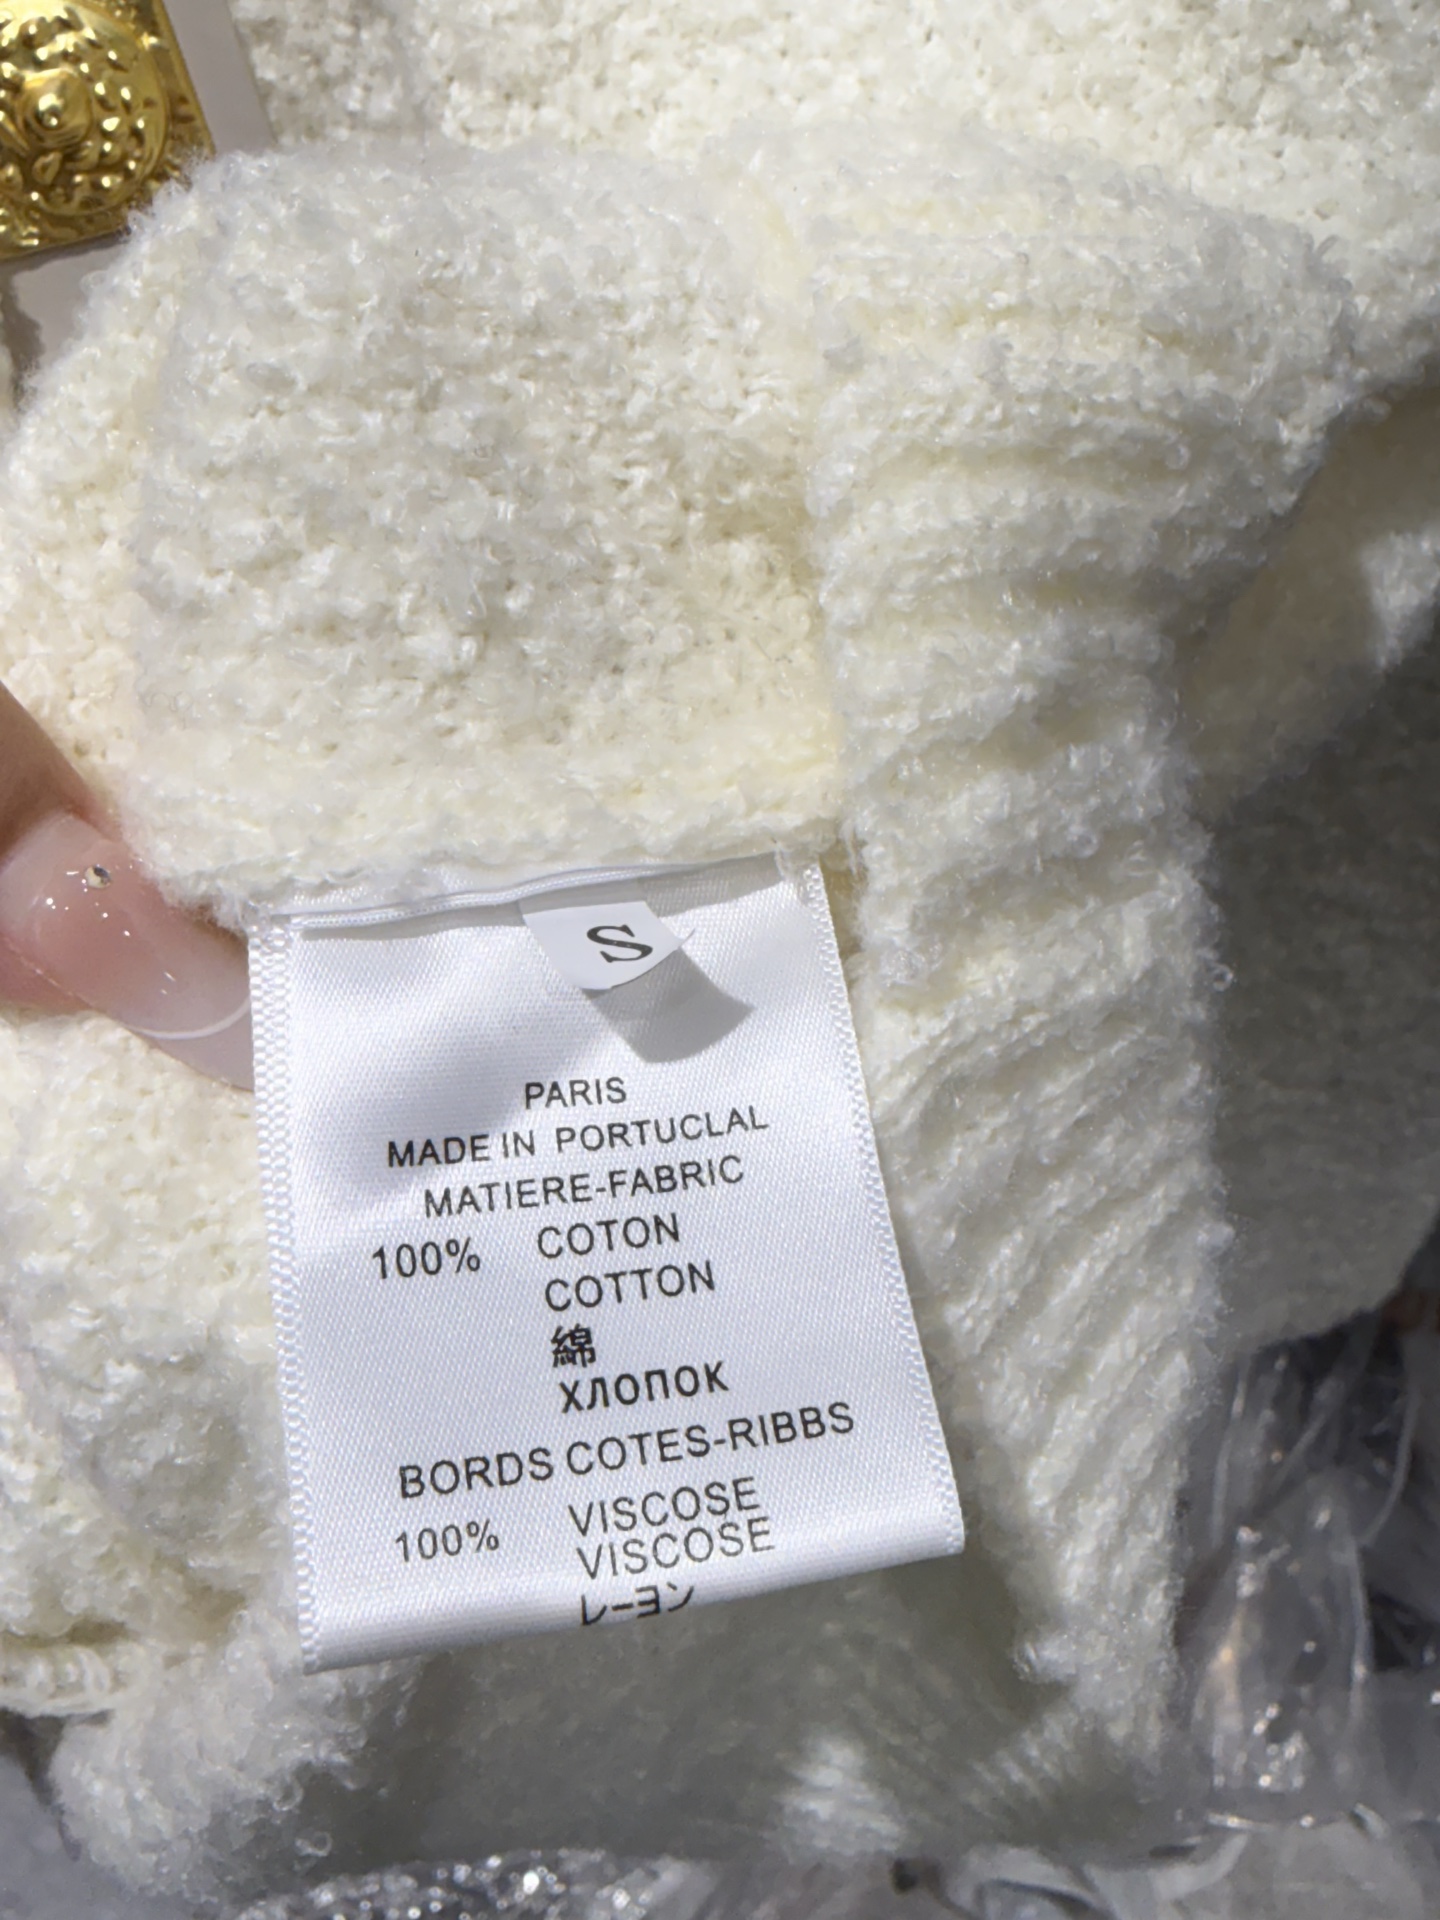 S
PARIS
MADE IN PORTUCLAL
MATIERE-FABRIC
100% COTON
COTTON
綿
ХЛОПОК
BORDS COTES-RIBBS
100% VISCOSE
VISCOSE
レーヨン